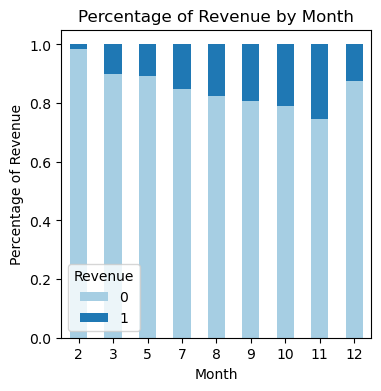 Percentage of Revenue by Month
Percentage of Revenue
1.0
0.8
0.6
0.4
0.2
0.0
Revenue
0
1
2 3 5 7 8 9 10 11 12
Month